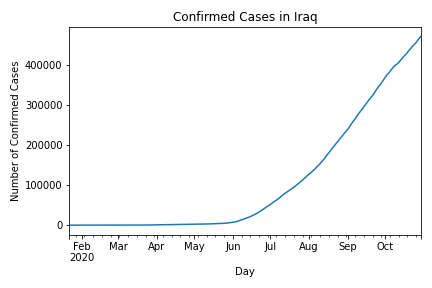 Confirmed Cases in Iraq
Number of Confirmed Cases
400000
300000
200000
100000
0
Feb Mar Apr May Jun Jul Aug Sep Oct
2020
Day